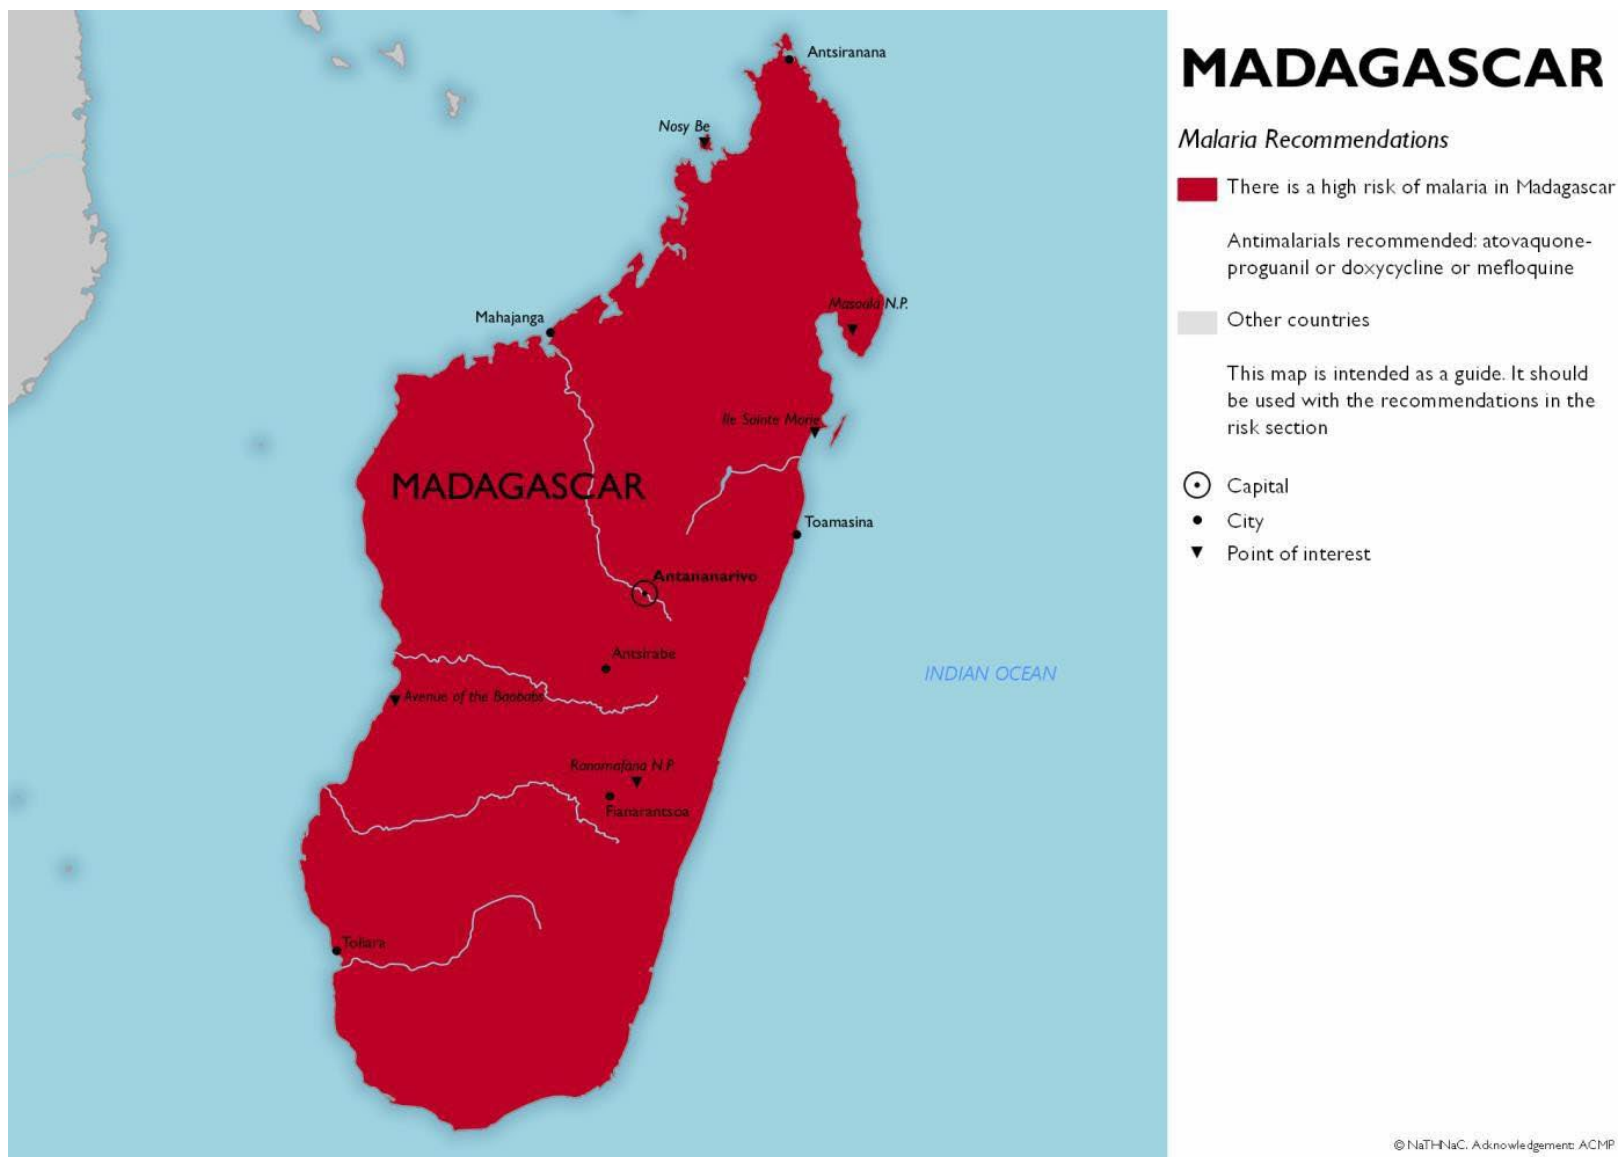 MADAGASCAR
Malaria Recommendations
There is a high risk of malaria in Madagascar
Antimalarials recommended: atovaquone-
proguanil or doxycycline or mefloquine
Other countries
This map is intended as a guide. It should
be used with the recommendations in the
risk section
Capital
City
Point of interest
Antsiranana
Nosy Be
Masoala N.P.
Mahajanga
Ile Sainte Marie
MADAGASCAR
Toamasina
Antananarivo
Antsirabe
INDIAN OCEAN
Avenue of the Baobabs
Ranomafana N.P.
Fianarantsoa
Toliara
© NaTHNaC. Acknowledgement: ACMP